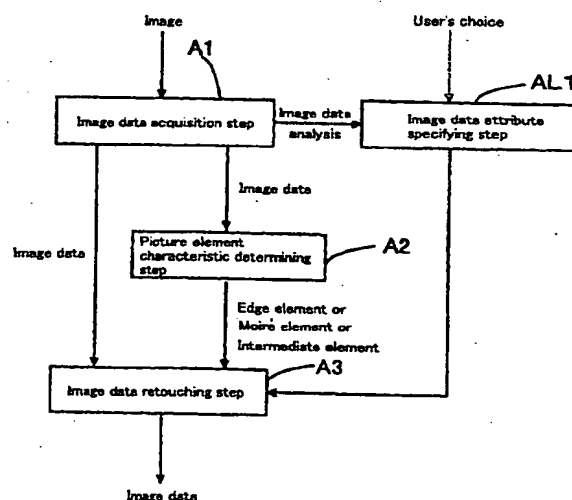 Image
User's choice
A1
AL1
Image data acquisition step
Image data
analysis
Image data attribute
specifying step
Image data
Image data
Picture element
characteristic determining
step
A2
Edge element or
Moiré element or
Intermediate element
A3
Image data retouching step
Image data